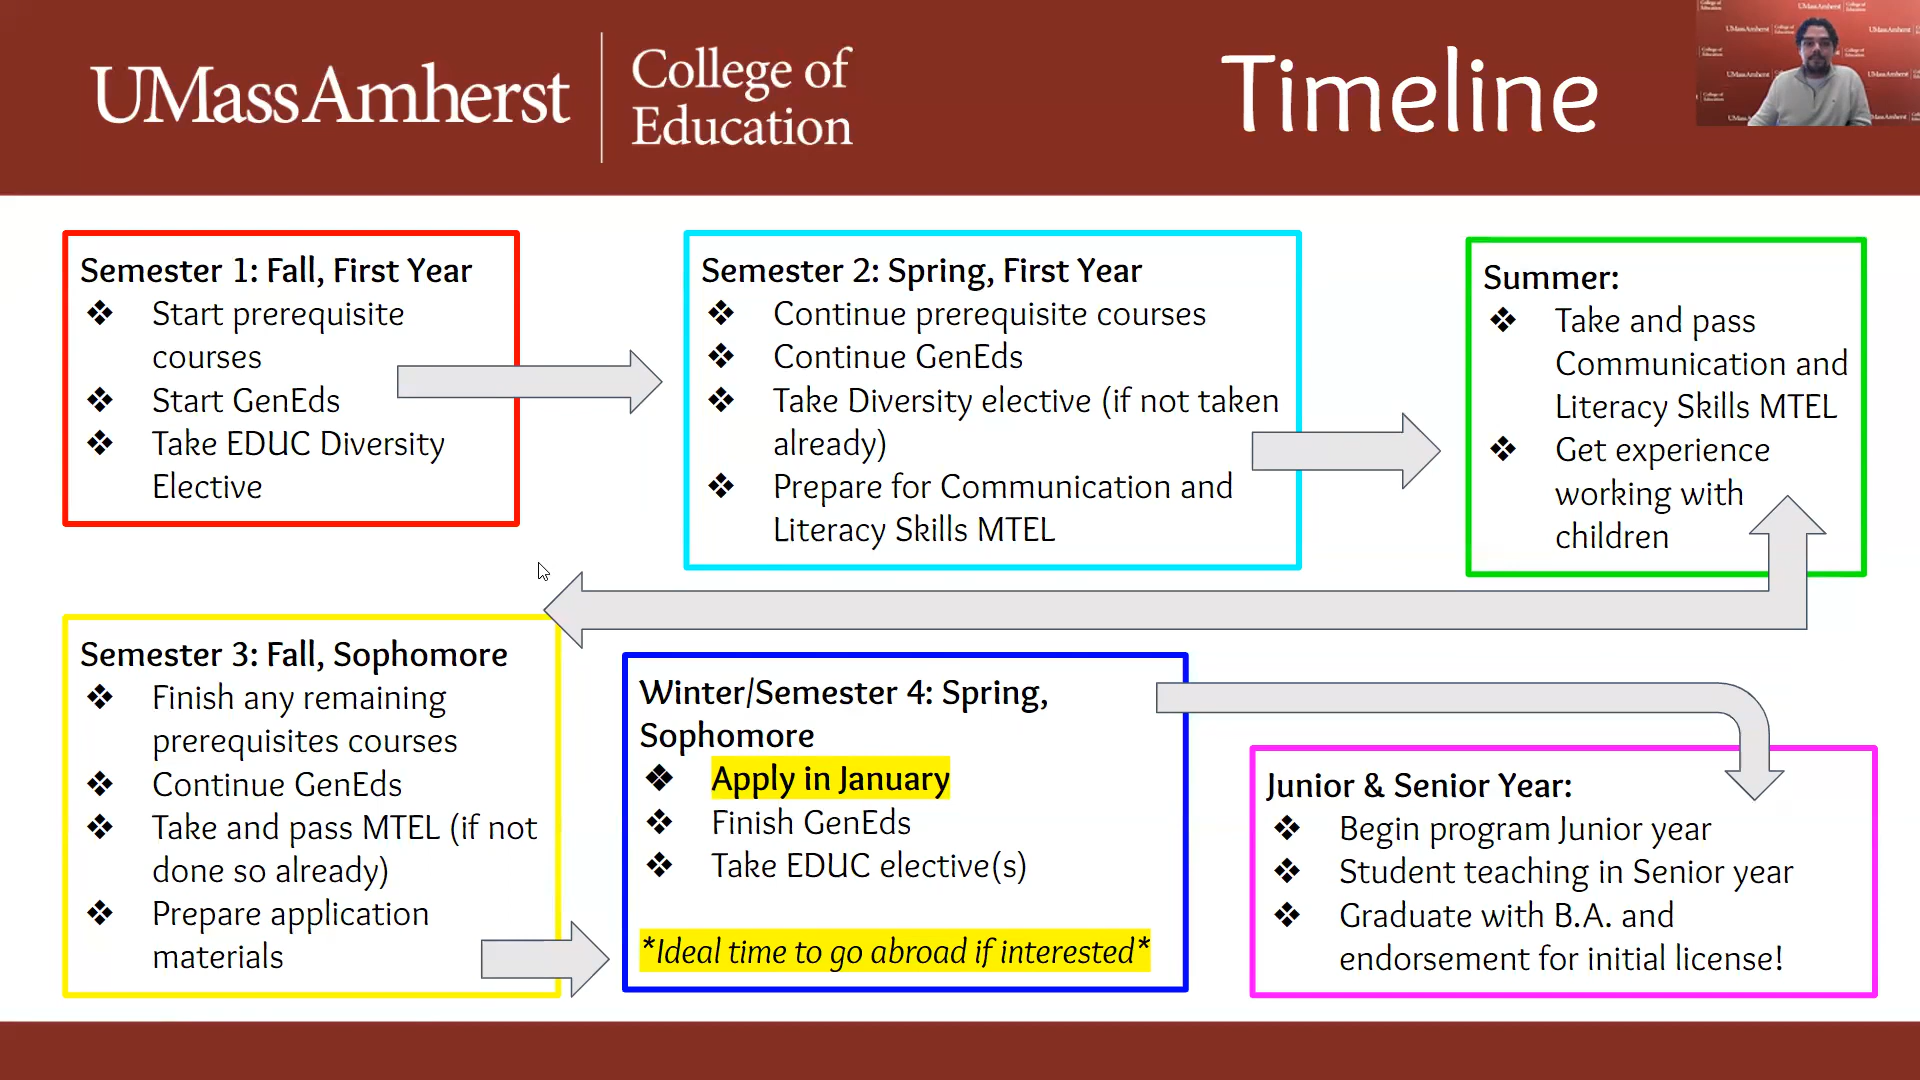 UMassAmherst
College of
Education
Timeline
Semester 1: Fall, First Year
❖ Start prerequisite
courses
❖ Start GenEds
❖ Take EDUC Diversity
Elective
Semester 2: Spring, First Year
❖ Continue prerequisite courses
❖ Continue GenEds
❖ Take Diversity elective (if not taken
already)
❖ Prepare for Communication and
Literacy Skills MTEL
Summer:
❖ Take and pass
Communication and
Literacy Skills MTEL
❖ Get experience
working with
children
Semester 3: Fall, Sophomore
❖ Finish any remaining
prerequisites courses
❖ Continue GenEds
❖ Take and pass MTEL (if not
done so already)
❖ Prepare application
materials
Winter/Semester 4: Spring,
Sophomore
❖ Apply in January
❖ Finish GenEds
❖ Take EDUC elective(s)
*Ideal time to go abroad if interested*
Junior & Senior Year:
❖ Begin program Junior year
❖ Student teaching in Senior year
❖ Graduate with B.A. and
endorsement for initial license!